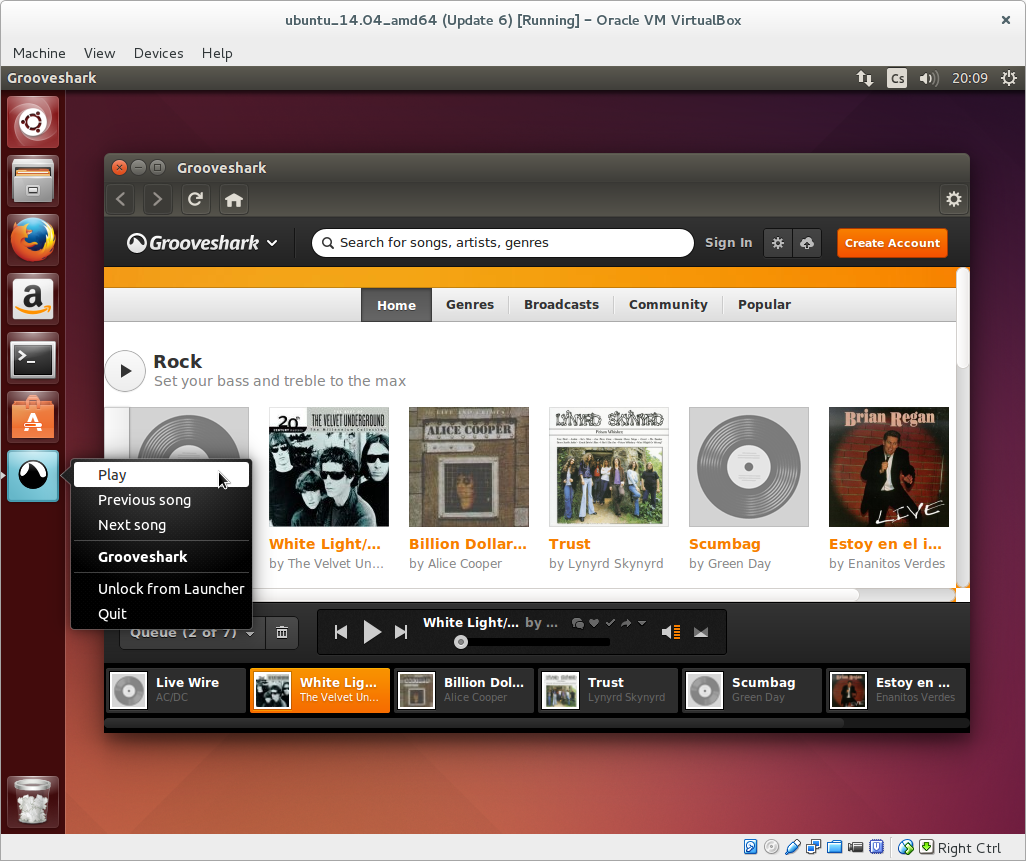 ubuntu_14.04_amd64 (Update 6) [Running] – Oracle VM VirtualBox
Machine View Devices Help
Grooveshark
Cs
20:09
Grooveshark
Grooveshark
Search for songs, artists, genres
Sign In
Create Account
Home
Genres
Broadcasts
Community
Popular
Rock
Set your bass and treble to the max
THE VELVET UNDERGROUND
ALICE COOPER
LYNYRD SKYNYRD
BRIAN REGAN
LIVE
White Light/...
Billion Dollar...
Trust
Scumbag
Estoy en el i...
by The Velvet Un...
by Alice Cooper
by Lynyrd Skynyrd
by Green Day
by Enanitos Verdes
Play
Previous song
Next song
Grooveshark
Unlock from Launcher
Quit
Queue (2 of 7)
White Light/... by ...
Live Wire
AC/DC
White Lig...
The Velvet Un...
Billion Dol...
Alice Cooper
Trust
Lynyrd Skynyrd
Scumbag
Green Day
Estoy en ...
Enanitos Verdes
Right Ctrl